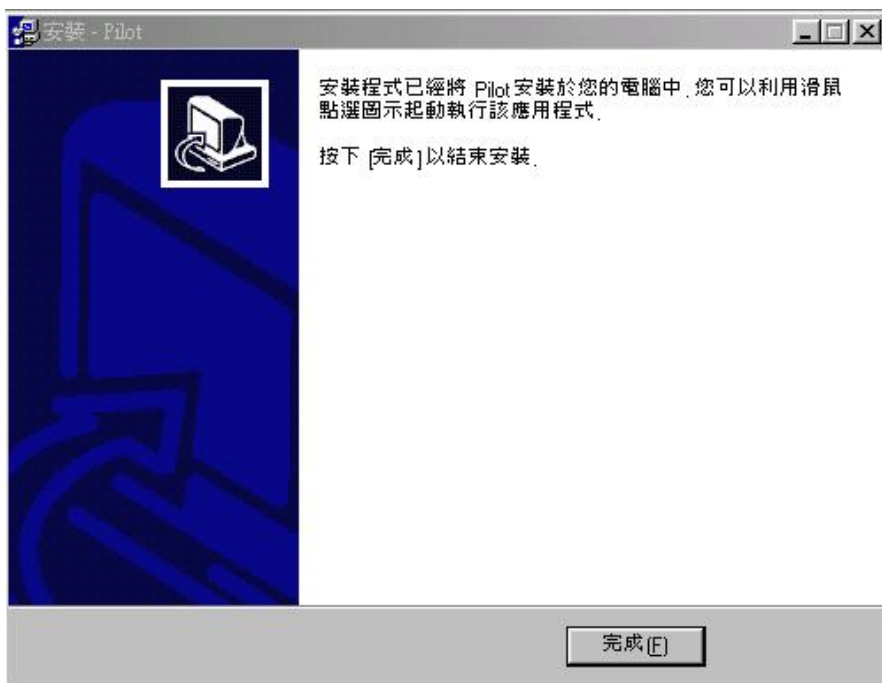 安裝 - Pilot
安裝程式已經將 Pilot 安裝於您的電腦中. 您可以利用滑鼠
點選圖示起動執行該應用程式.
按下 [完成] 以結束安裝.
完成(F)